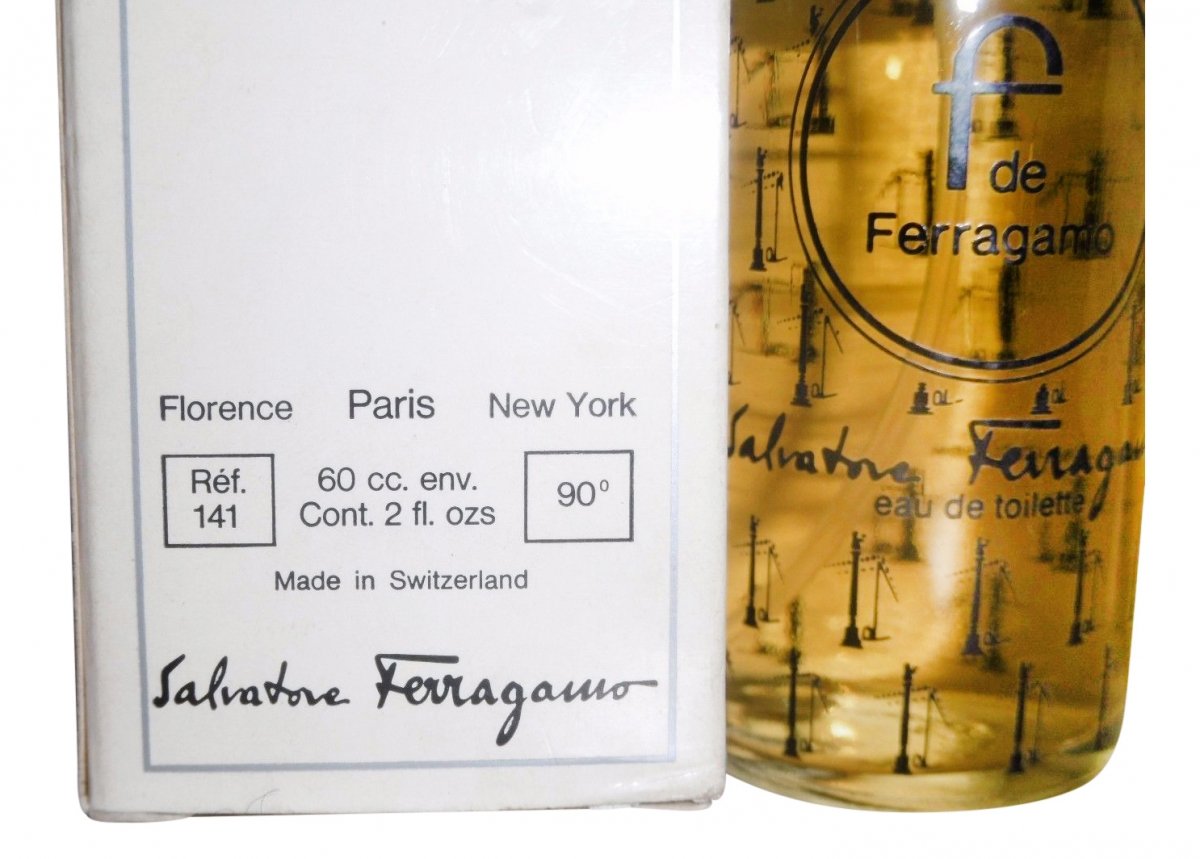 Florence Paris New York
Réf.
141
60 cc. env.
Cont. 2 fl. ozs
90°
Made in Switzerland
Salvatore Ferragamo
f
de
Ferragamo
Salvatore Ferragamo
eau de toilette